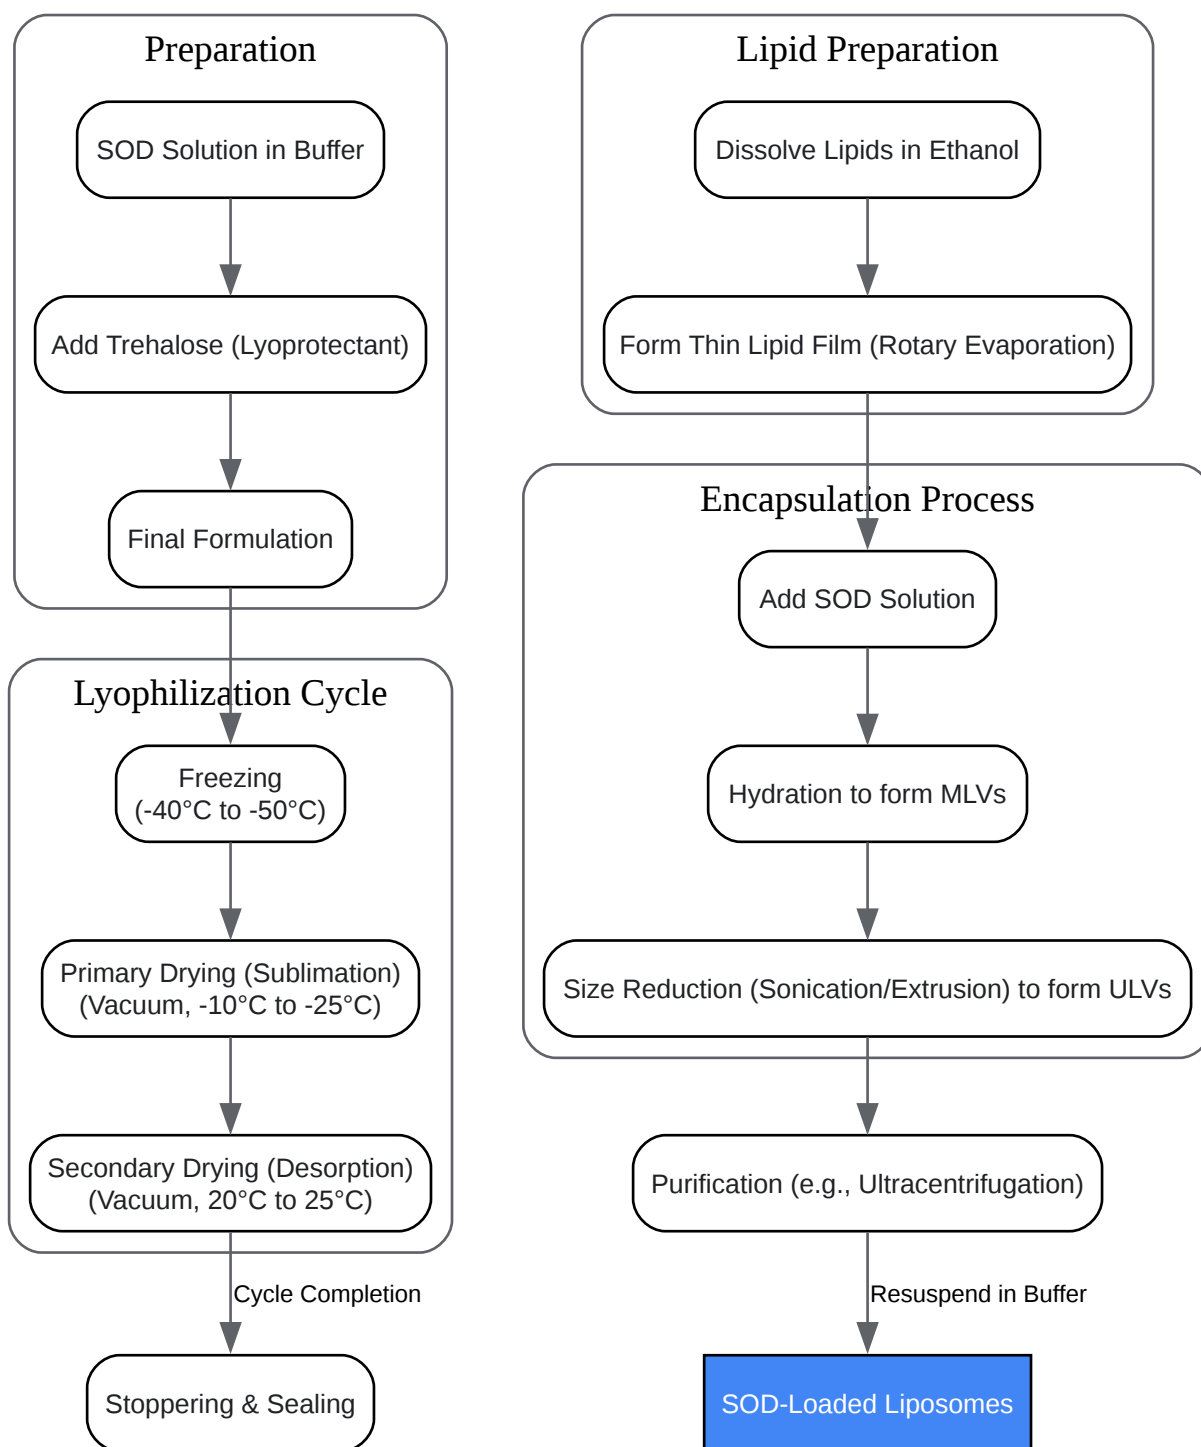 Preparation
SOD Solution in Buffer
Add Trehalose (Lyoprotectant)
Final Formulation
Lyophilization Cycle
Freezing
(-40°C to -50°C)
Primary Drying (Sublimation)
(Vacuum, -10°C to -25°C)
Secondary Drying (Desorption)
(Vacuum, 20°C to 25°C)
Cycle Completion
Stoppering & Sealing
Lipid Preparation
Dissolve Lipids in Ethanol
Form Thin Lipid Film (Rotary Evaporation)
Encapsulation Process
Add SOD Solution
Hydration to form MLVs
Size Reduction (Sonication/Extrusion) to form ULVs
Purification (e.g., Ultracentrifugation)
Resuspend in Buffer
SOD-Loaded Liposomes